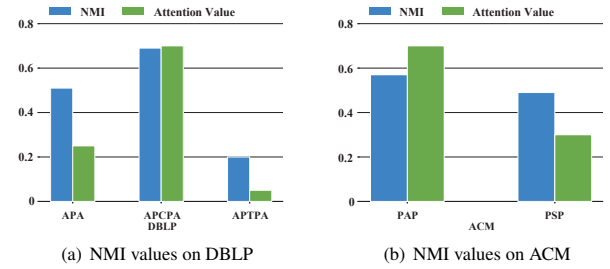 NMI Attention Value
0.8
0.6
0.4
0.2
0
APA APCPA APTPA
DBLP
(a) NMI values on DBLP
NMI Attention Value
0.8
0.6
0.4
0.2
0
PAP PSP
ACM
(b) NMI values on ACM